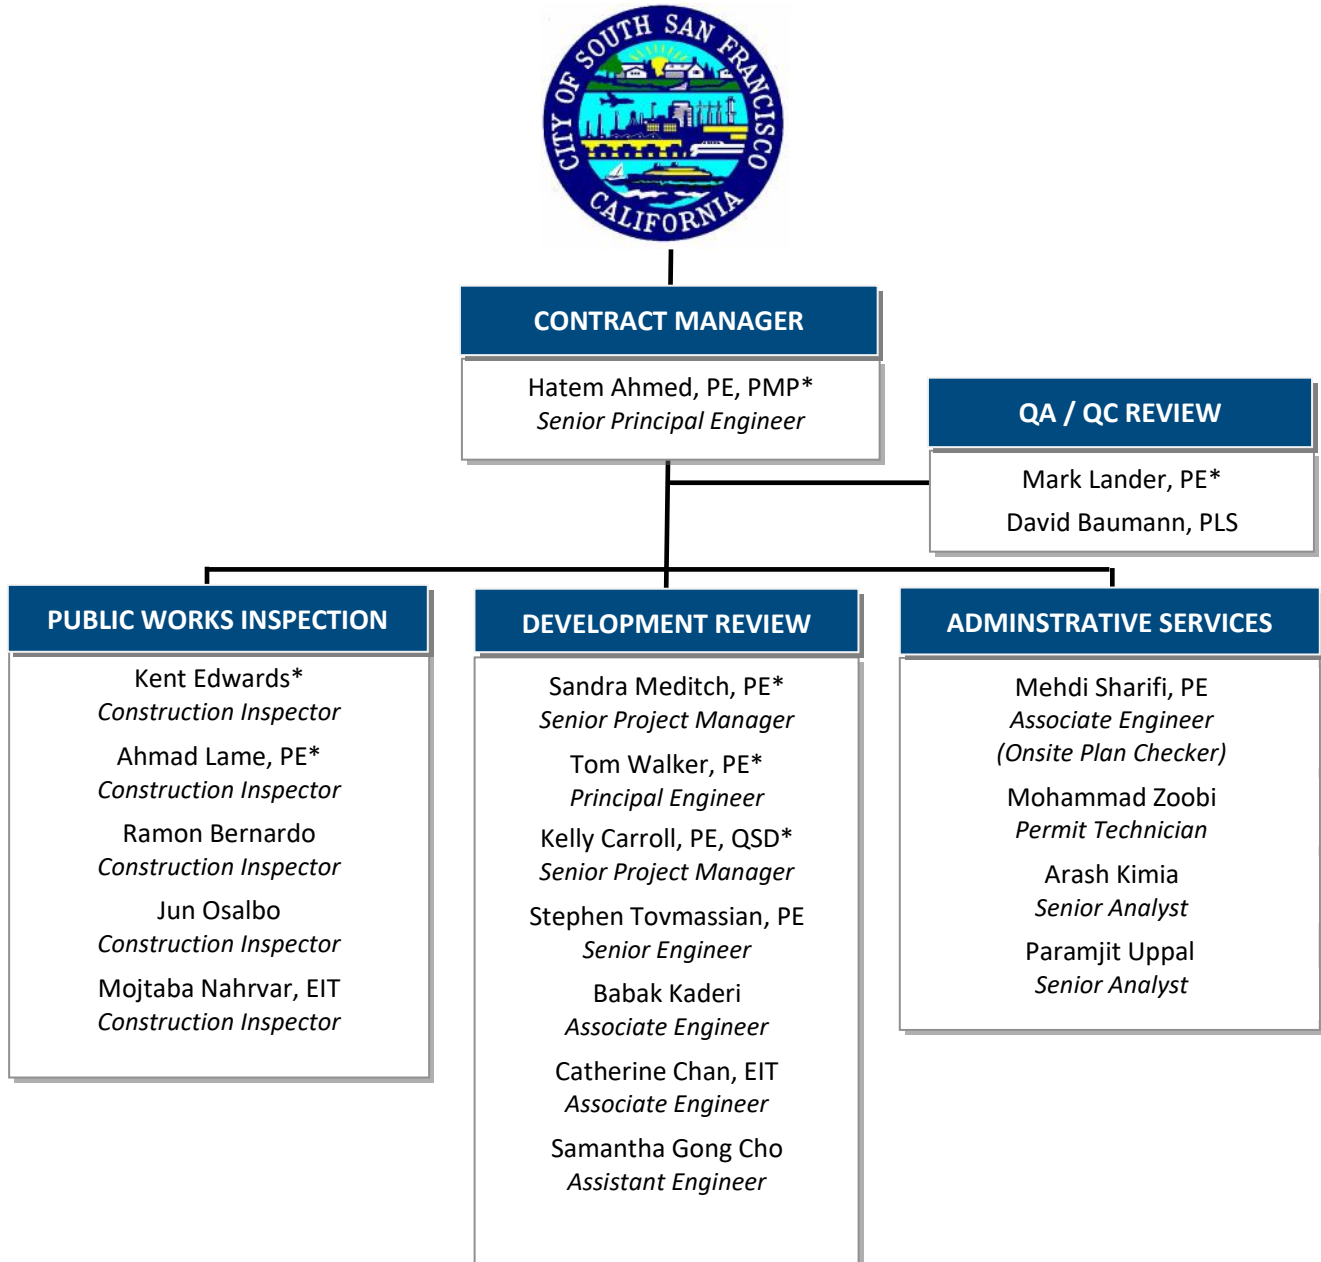 CITY OF SOUTH SAN FRANCISCO
CALIFORNIA
CONTRACT MANAGER
Hatem Ahmed, PE, PMP*
Senior Principal Engineer
QA / QC REVIEW
Mark Lander, PE*
David Baumann, PLS
PUBLIC WORKS INSPECTION
Kent Edwards*
Construction Inspector
Ahmad Lame, PE*
Construction Inspector
Ramon Bernardo
Construction Inspector
Jun Osalbo
Construction Inspector
Mojtaba Nahrvar, EIT
Construction Inspector
DEVELOPMENT REVIEW
Sandra Meditch, PE*
Senior Project Manager
Tom Walker, PE*
Principal Engineer
Kelly Carroll, PE, QSD*
Senior Project Manager
Stephen Tovmassian, PE
Senior Engineer
Babak Kaderi
Associate Engineer
Catherine Chan, EIT
Associate Engineer
Samantha Gong Cho
Assistant Engineer
ADMINSTRATIVE SERVICES
Mehdi Sharifi, PE
Associate Engineer
(Onsite Plan Checker)
Mohammad Zoobi
Permit Technician
Arash Kimia
Senior Analyst
Paramjit Uppal
Senior Analyst